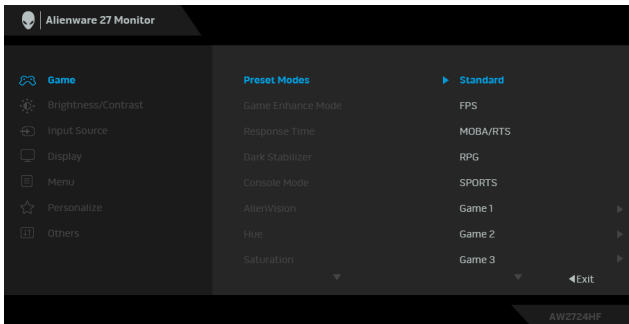 Alienware 27 Monitor
Game Preset Modes Standard
Brightness/Contrast Game Enhance Mode FPS
Input Source Response Time MOBA/RTS
Display Dark Stabilizer RPG
Menu Console Mode SPORTS
Personalize AlienVision Game 1
Others Hue Game 2
Saturation Game 3
Exit
AW2724HF